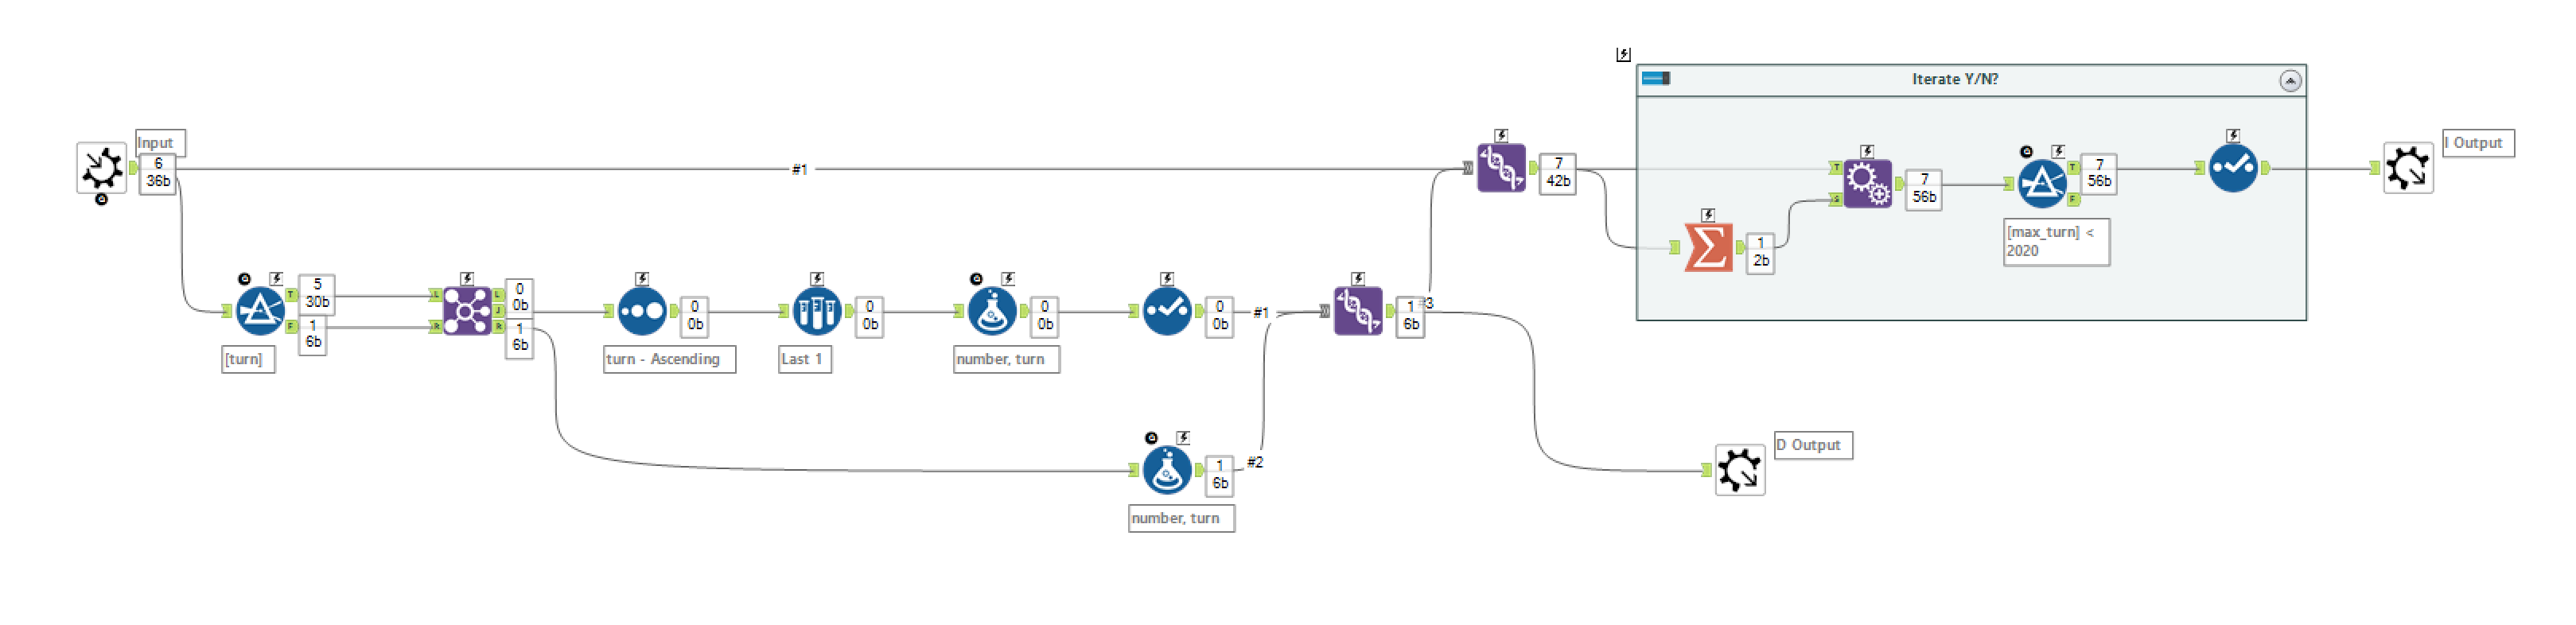 Iterate Y/N?
Input
6
36b
#1
7
42b
T
S
7
56b
T
7
56b
F
I Output
[max_turn] <
2020
Σ
1
2b
T
5
30b
F
1
6b
[turn]
L
R
L
J
R
0
0b
1
6b
turn - Ascending
0
0b
Last 1
0
0b
number, turn
0
0b
0
0b
#1
1
6b
#3
D Output
1
6b
#2
number, turn